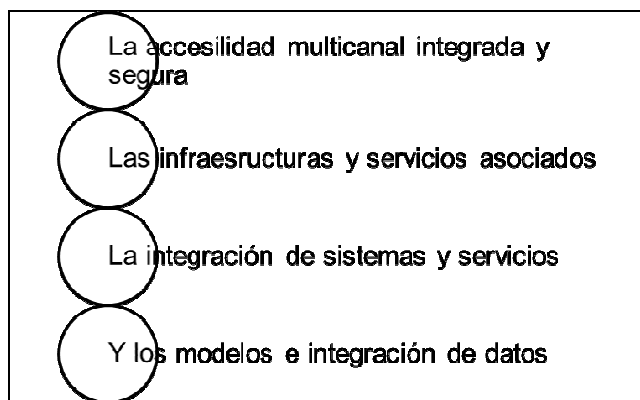 La accesilidad multicanal integrada y
segura
Las infraesructuras y servicios asociados
La integración de sistemas y servicios
Y los modelos e integración de datos